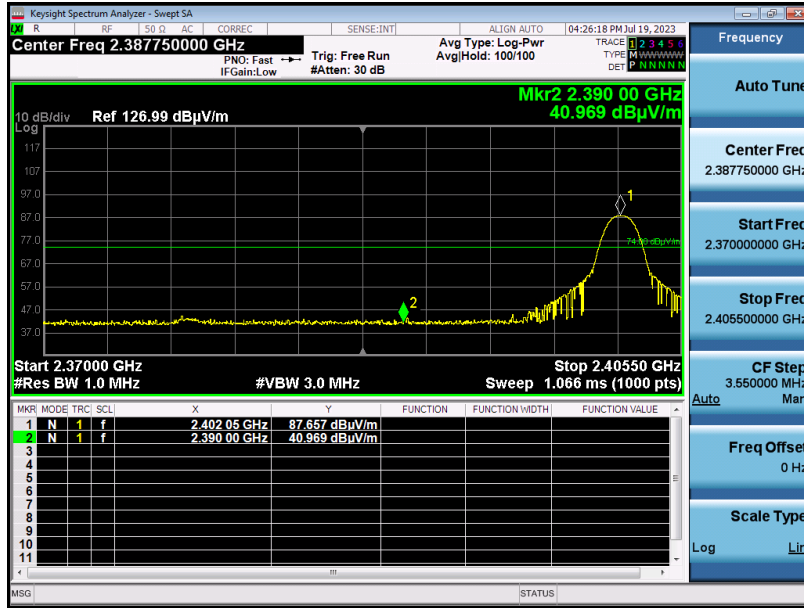 Keysight Spectrum Analyzer - Swept SA
LXI R RF 50 Ω AC CORREC SENSE:INT ALIGN AUTO 04:26:18 PM Jul 19, 2023
Center Freq 2.387750000 GHz
PNO: Fast
IFGain:Low
Trig: Free Run
#Atten: 30 dB
Avg Type: Log-Pwr
Avg|Hold: 100/100
TRACE 1 2 3 4 5 6
TYPE M W W W W W
DET P N N N N N
Mkr2 2.390 00 GHz
40.969 dBµV/m
10 dB/div Ref 126.99 dBµV/m
Log
117
107
97.0
87.0
77.0
67.0
57.0
47.0
37.0
1
74.00 dBµV/m
2
Start 2.37000 GHz Stop 2.40550 GHz
#Res BW 1.0 MHz #VBW 3.0 MHz Sweep 1.066 ms (1000 pts)
MKR MODE TRC SCL X Y FUNCTION FUNCTION WIDTH FUNCTION VALUE
1 N 1 f 2.402 05 GHz 87.657 dBµV/m
2 N 1 f 2.390 00 GHz 40.969 dBµV/m
3
4
5
6
7
8
9
10
11
MSG STATUS
Frequency
Auto Tune
Center Freq
2.387750000 GHz
Start Freq
2.370000000 GHz
Stop Freq
2.405500000 GHz
CF Step
3.550000 MHz
Auto Man
Freq Offset
0 Hz
Scale Type
Log Lin